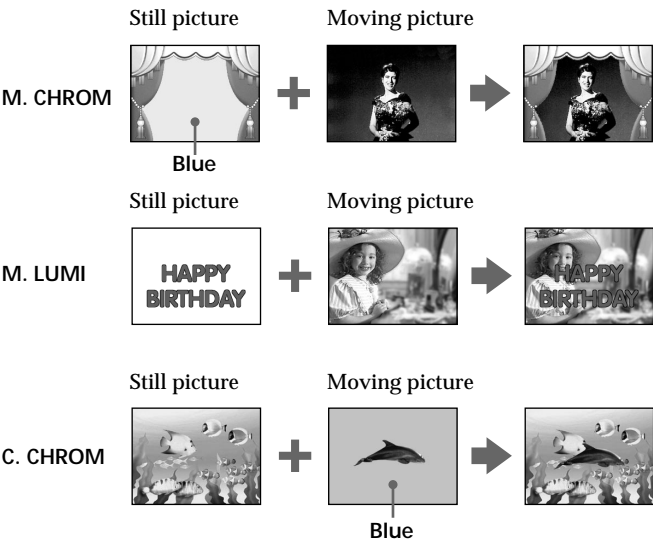 Still picture Moving picture
M. CHROM
Blue
Still picture Moving picture
M. LUMI
HAPPY
BIRTHDAY
HAPPY
BIRTHDAY
Still picture Moving picture
C. CHROM
Blue